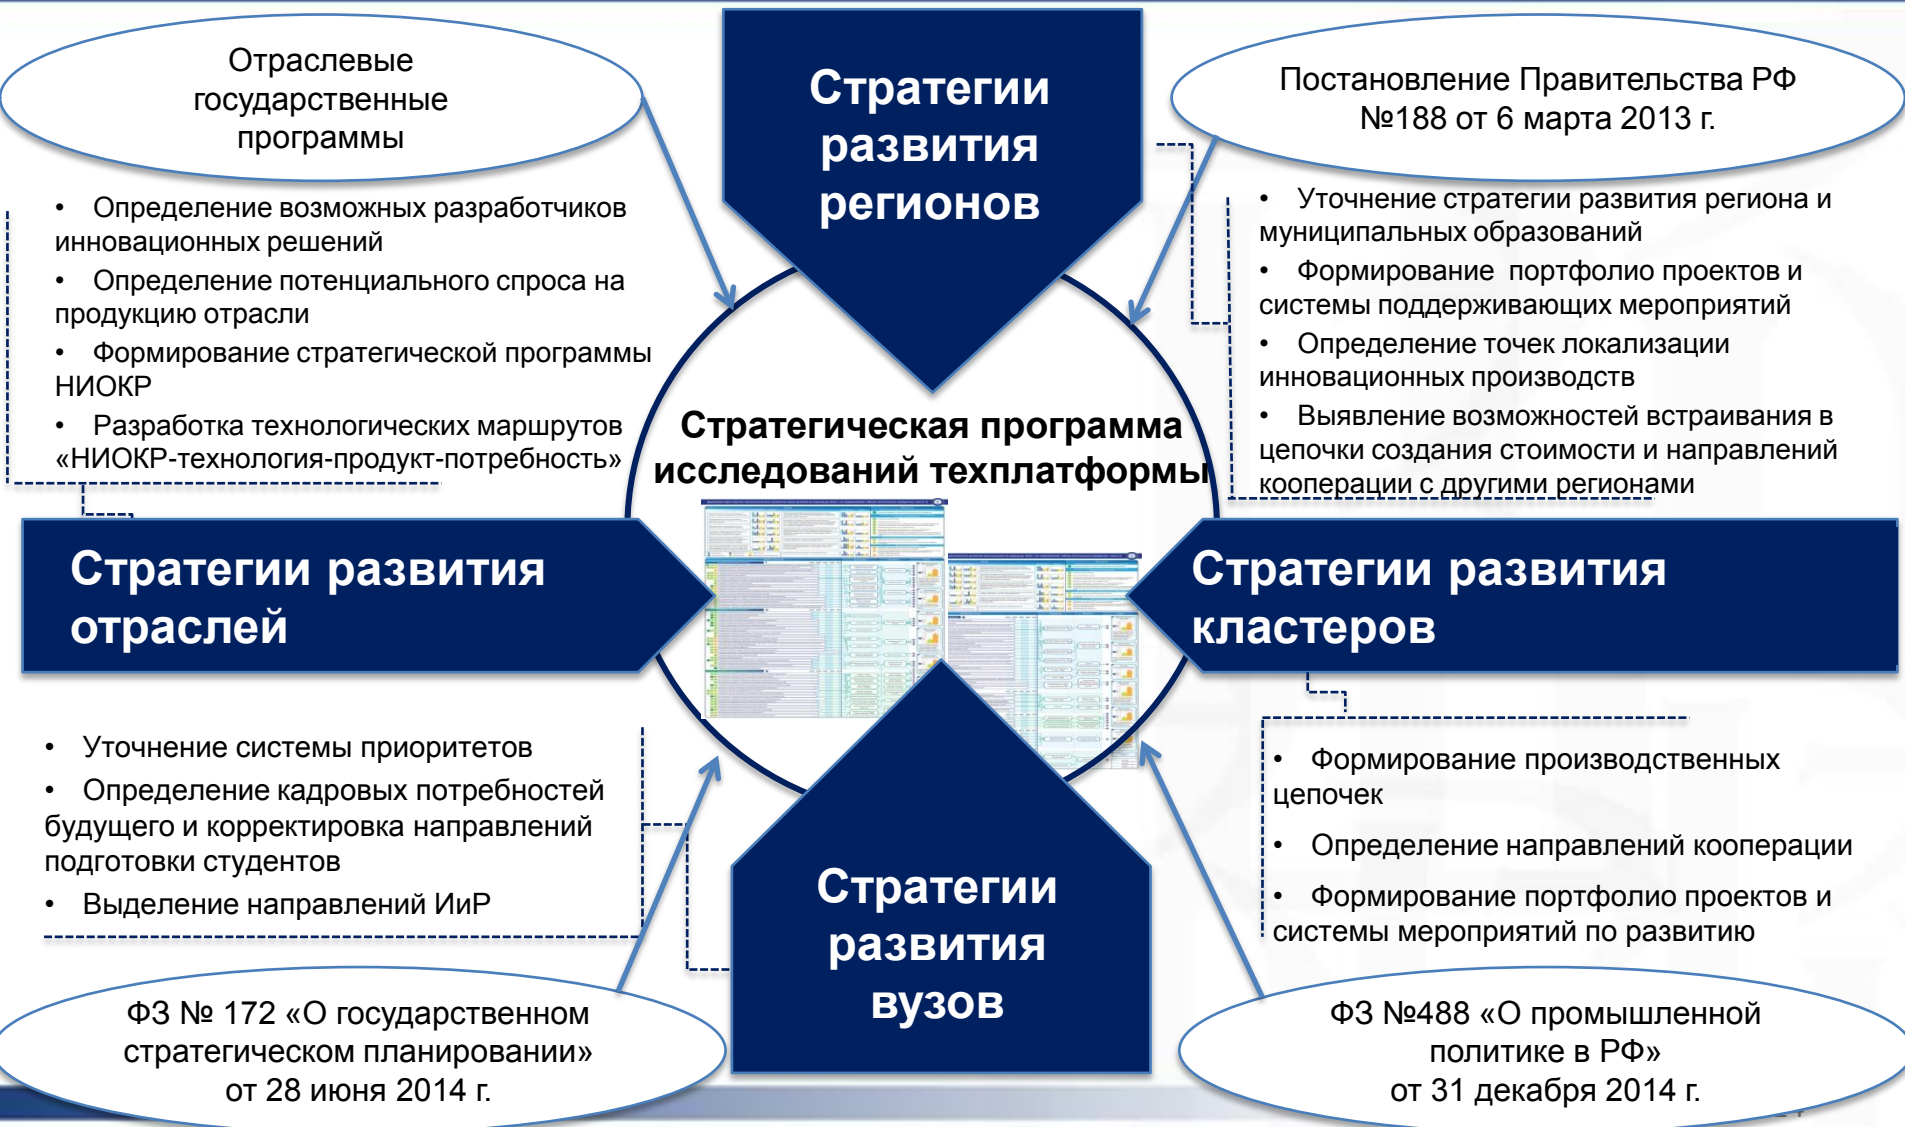 Отраслевые
государственные
программы
Стратегии
развития
регионов
Постановление Правительства РФ
№188 от 6 марта 2013 г.
• Определение возможных разработчиков
инновационных решений
• Определение потенциального спроса на
продукцию отрасли
• Формирование стратегической программы
НИОКР
• Разработка технологических маршрутов
«НИОКР-технология-продукт-потребность»
• Уточнение стратегии развития региона и
муниципальных образований
• Формирование портфолио проектов и
системы поддерживающих мероприятий
• Определение точек локализации
инновационных производств
• Выявление возможностей встраивания в
цепочки создания стоимости и направлений
кооперации с другими регионами
Стратегическая программа
исследований техплатформы
Стратегии развития
отраслей
Стратегии развития
кластеров
• Уточнение системы приоритетов
• Определение кадровых потребностей
будущего и корректировка направлений
подготовки студентов
• Выделение направлений ИиР
Стратегии
развития
вузов
• Формирование производственных
цепочек
• Определение направлений кооперации
• Формирование портфолио проектов и
системы мероприятий по развитию
ФЗ № 172 «О государственном
стратегическом планировании»
от 28 июня 2014 г.
ФЗ №488 «О промышленной
политике в РФ»
от 31 декабря 2014 г.